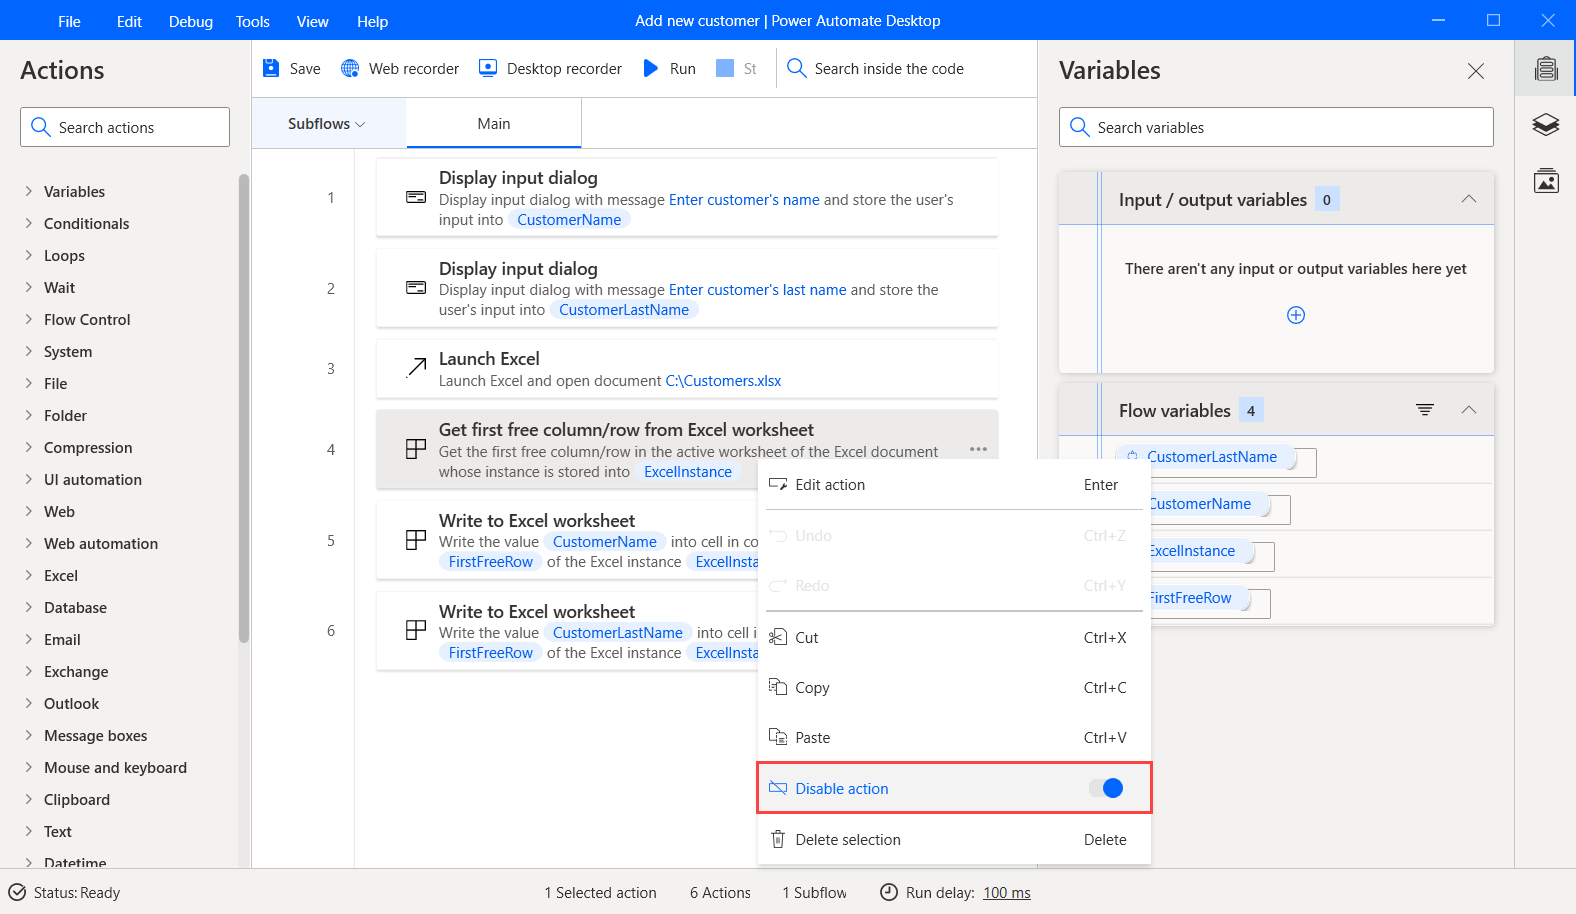 File Edit Debug Tools View Help Add new customer | Power Automate Desktop
Actions
Search actions
Variables
Conditionals
Loops
Wait
Flow Control
System
File
Folder
Compression
UI automation
Web
Web automation
Excel
Database
Email
Exchange
Outlook
Message boxes
Mouse and keyboard
Clipboard
Text
Datetime
Save Web recorder Desktop recorder Run St Search inside the code
Subflows Main
1
Display input dialog
Display input dialog with message Enter customer's name and store the user's
input into CustomerName
2
Display input dialog
Display input dialog with message Enter customer's last name and store the
user's input into CustomerLastName
3
Launch Excel
Launch Excel and open document C:\Customers.xlsx
4
Get first free column/row from Excel worksheet
Get the first free column/row in the active worksheet of the Excel document
whose instance is stored into ExcelInstance
5
Write to Excel worksheet
Write the value CustomerName into cell in co
FirstFreeRow of the Excel instance ExcelInsta
6
Write to Excel worksheet
Write the value CustomerLastName into cell i
FirstFreeRow of the Excel instance ExcelInsta
Edit action Enter
Undo Ctrl+Z
Redo Ctrl+Y
Cut Ctrl+X
Copy Ctrl+C
Paste Ctrl+V
Disable action
Delete selection Delete
Variables
Search variables
Input / output variables 0
There aren't any input or output variables here yet
Flow variables 4
CustomerLastName
CustomerName
ExcelInstance
FirstFreeRow
Status: Ready 1 Selected action 6 Actions 1 Subflow Run delay: 100 ms